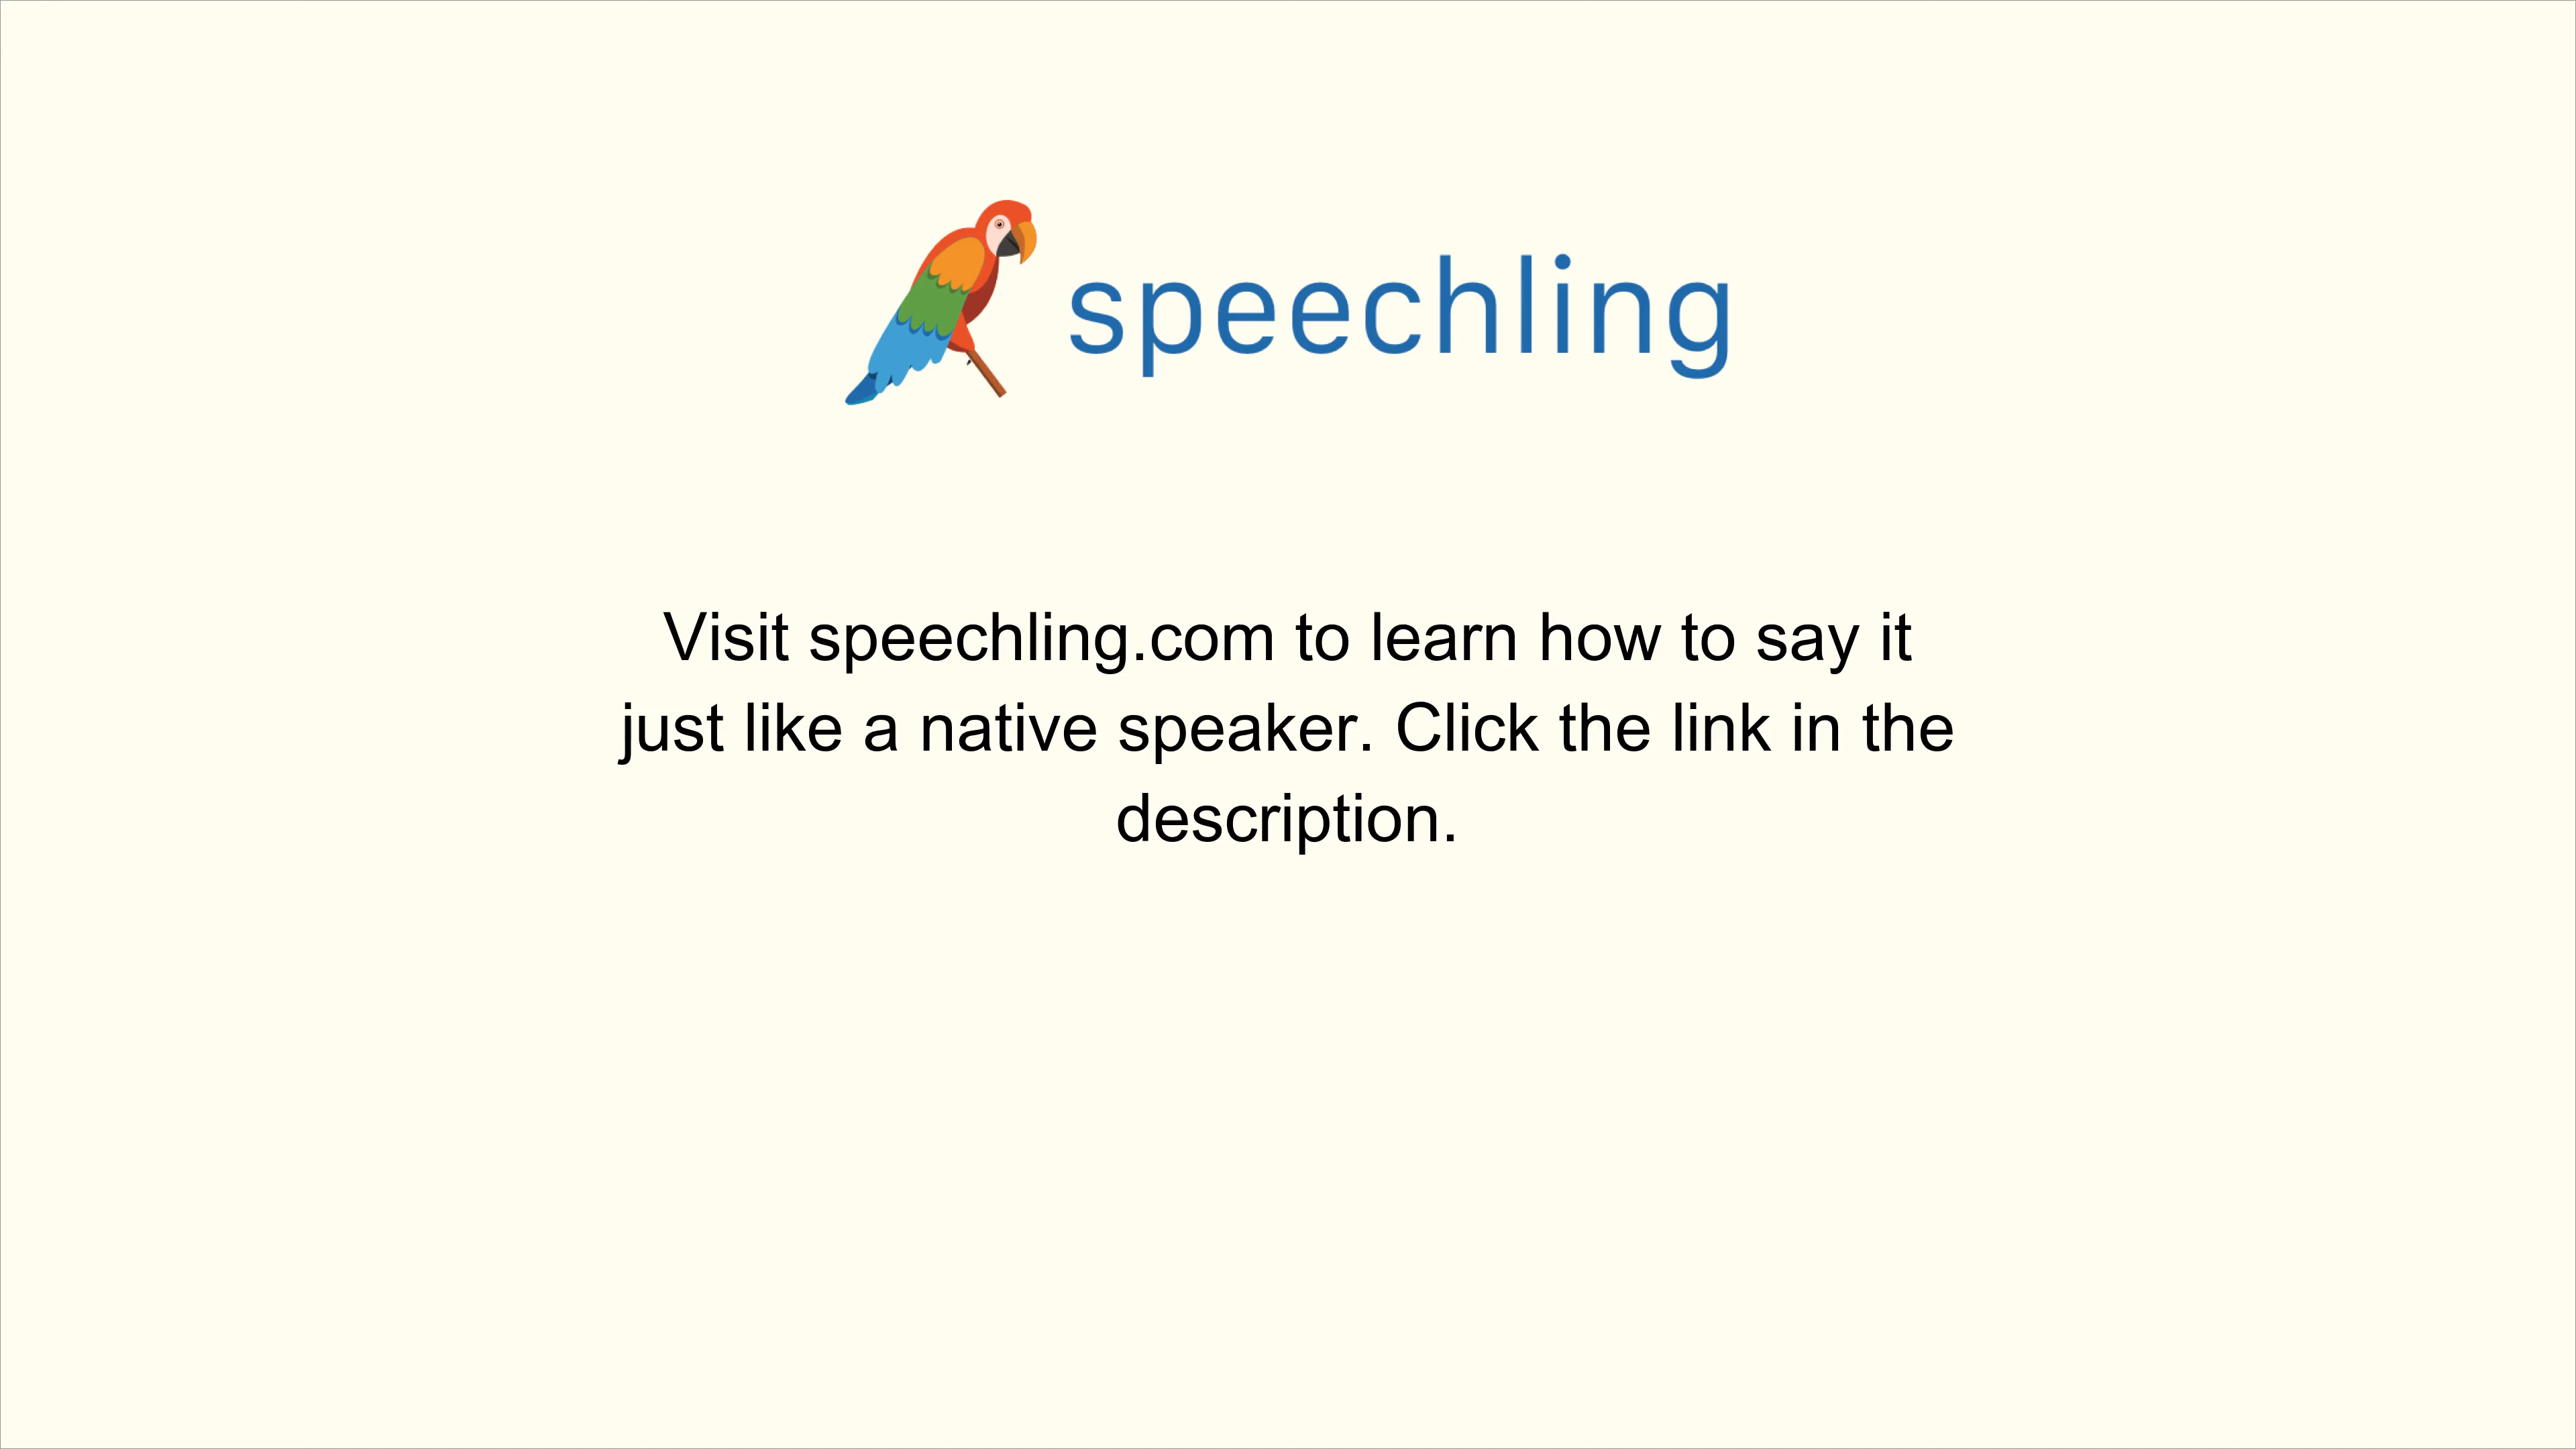 speechling
Visit speechling.com to learn how to say it
just like a native speaker. Click the link in the
description.